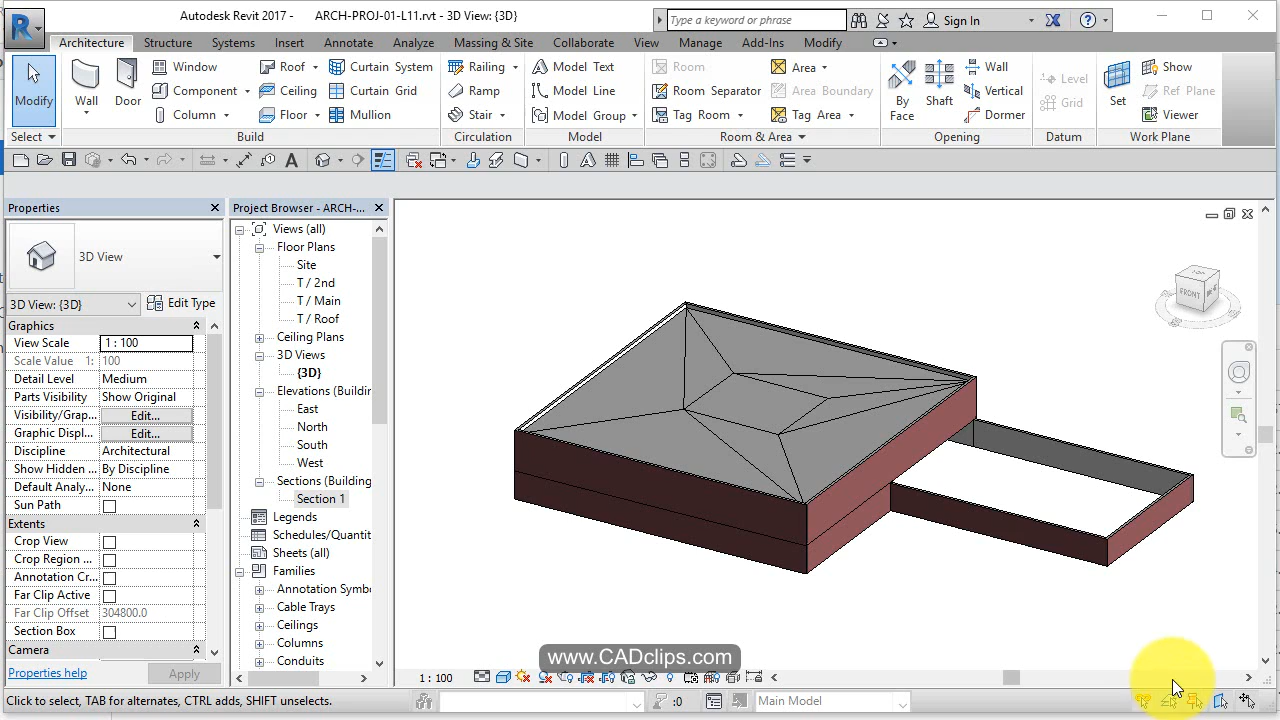 Autodesk Revit 2017 - ARCH-PROJ-01-L11.rvt - 3D View: {3D}
Type a keyword or phrase
Sign In
Architecture Structure Systems Insert Annotate Analyze Massing & Site Collaborate View Manage Add-Ins Modify
Modify
Wall
Door
Window
Component
Column
Roof
Ceiling
Floor
Curtain System
Curtain Grid
Mullion
Railing
Ramp
Stair
Model Text
Model Line
Model Group
Room
Room Separator
Tag Room
Area
Area Boundary
Tag Area
By
Face
Shaft
Wall
Vertical
Dormer
Level
Grid
Set
Show
Ref Plane
Viewer
Select Build Circulation Model Room & Area Opening Datum Work Plane
Properties
3D View
3D View: {3D} Edit Type
Graphics
View Scale 1 : 100
Scale Value 1: 100
Detail Level Medium
Parts Visibility Show Original
Visibility/Grap... Edit...
Graphic Displ... Edit...
Discipline Architectural
Show Hidden ... By Discipline
Default Analy... None
Sun Path
Extents
Crop View
Crop Region ...
Annotation Cr...
Far Clip Active
Far Clip Offset 304800.0
Section Box
Camera
Properties help Apply
Project Browser - ARCH-...
Views (all)
Floor Plans
Site
T / 2nd
T / Main
T / Roof
Ceiling Plans
3D Views
{3D}
Elevations (Building
East
North
South
West
Sections (Building
Section 1
Legends
Schedules/Quantit
Sheets (all)
Families
Annotation Symbo
Cable Trays
Ceilings
Columns
Conduits
TOP
FRONT
www.CADclips.com
1 : 100
Click to select, TAB for alternates, CTRL adds, SHIFT unselects.
:0
Main Model